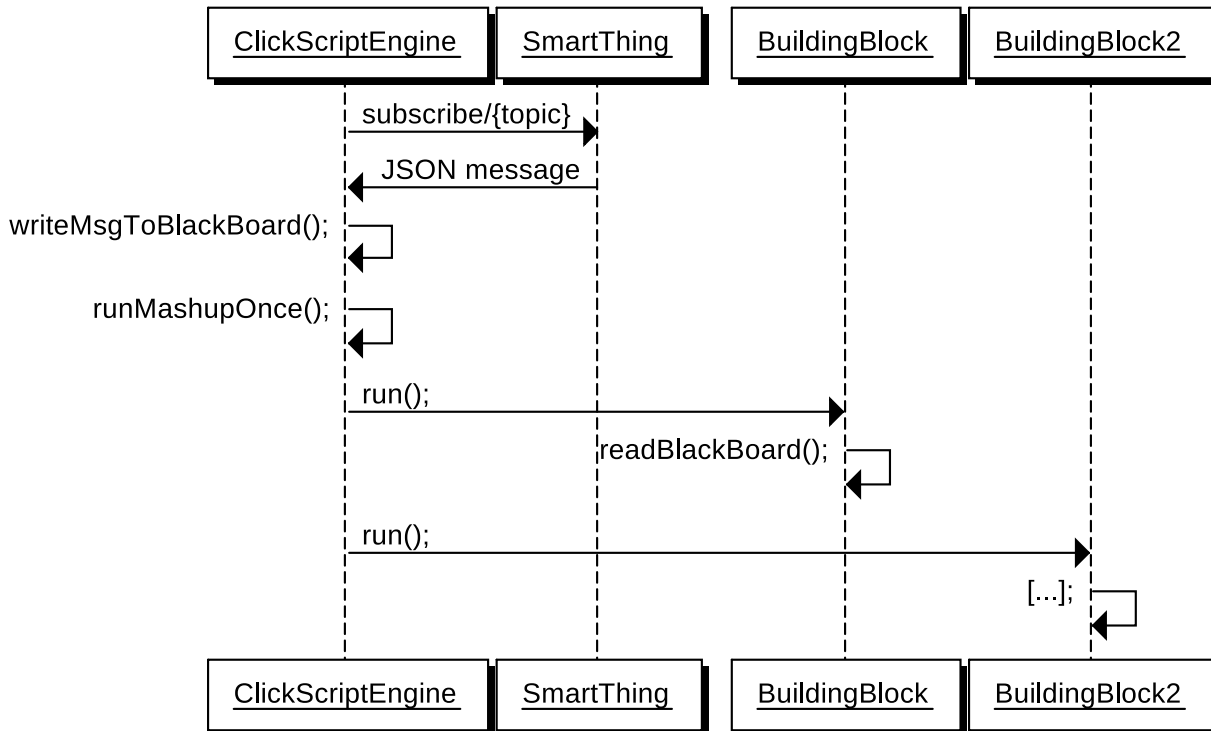 ClickScriptEngine SmartThing BuildingBlock BuildingBlock2
subscribe/{topic}
JSON message
writeMsgToBlackBoard();
runMashupOnce();
run();
readBlackBoard();
run();
[...];
ClickScriptEngine SmartThing BuildingBlock BuildingBlock2